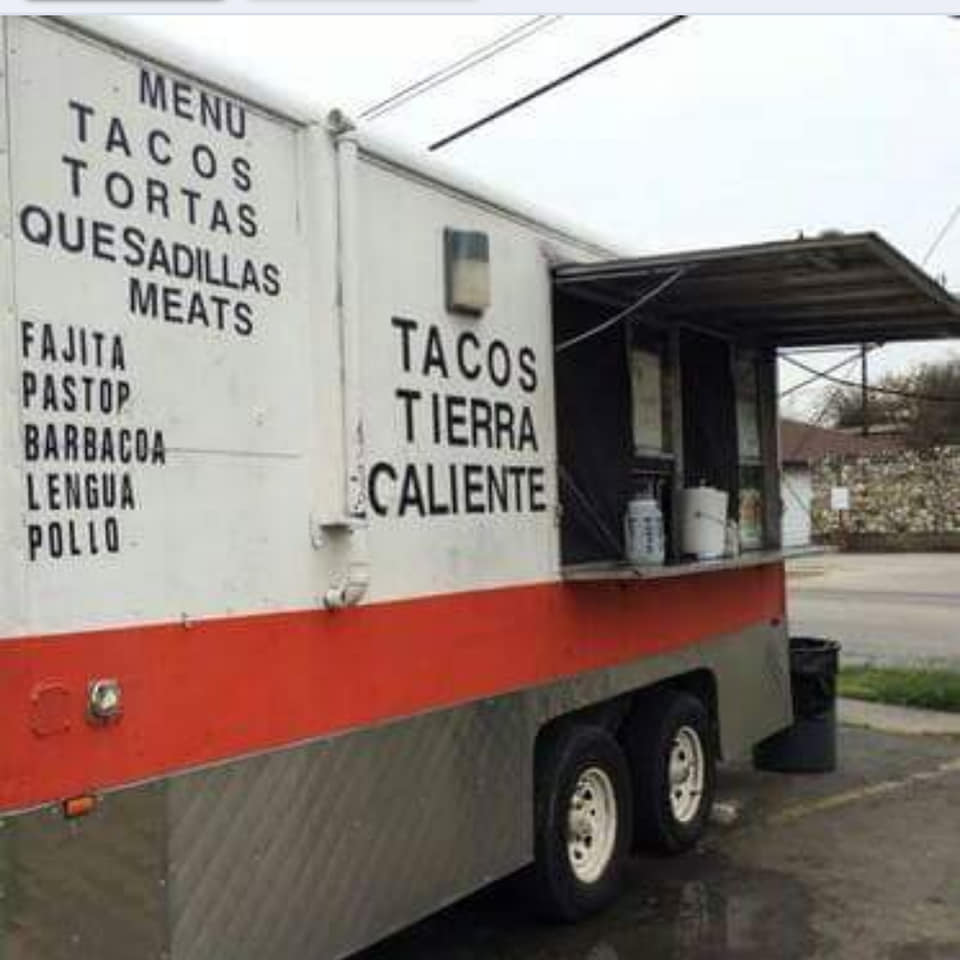 MENU
TACOS
TORTAS
QUESADILLAS
MEATS
FAJITA
PASTOP
BARBACOA
LENGUA
POLLO
TACOS
TIERRA
CALIENTE